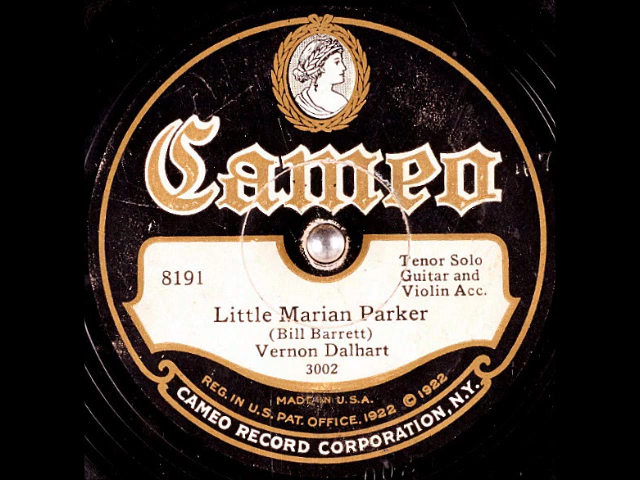 Cameo
8191
Tenor Solo
Guitar and
Violin Acc.
Little Marian Parker
(Bill Barrett)
Vernon Dalhart
3002
MADE IN U.S.A.
REG. IN U.S. PAT. OFFICE, 1922 © 1922
CAMEO RECORD CORPORATION, N.Y.